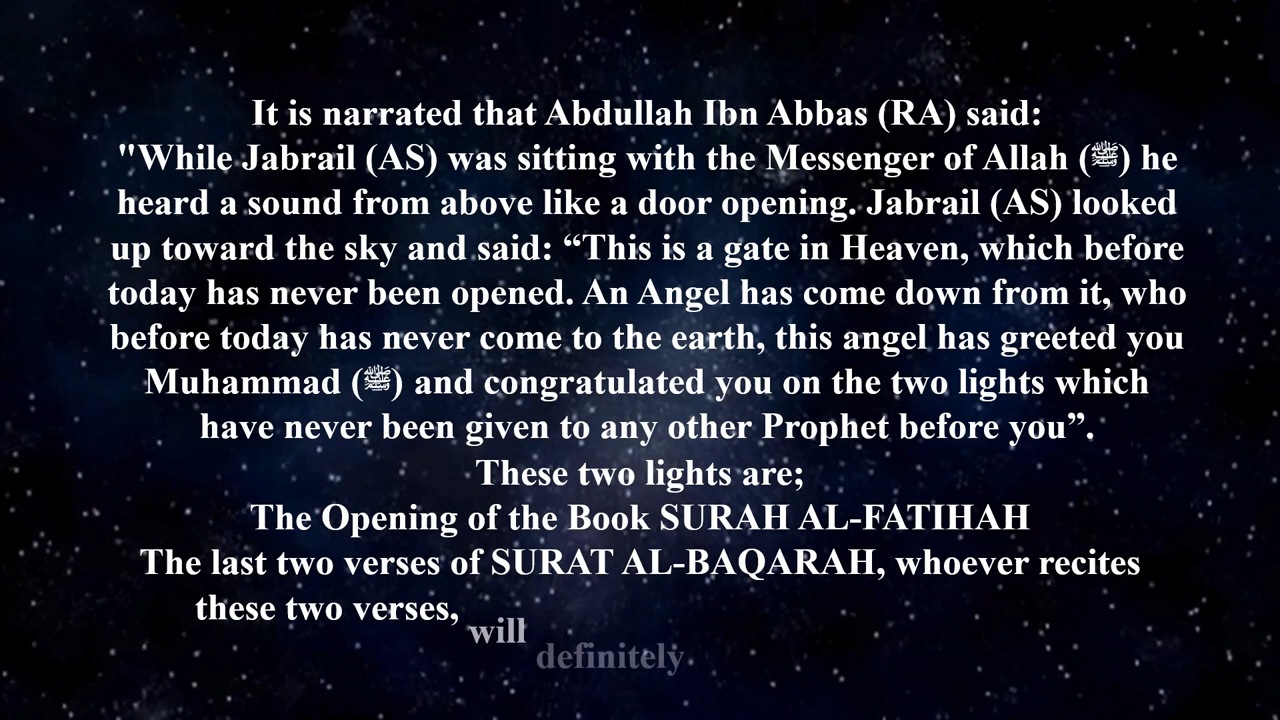 It is narrated that Abdullah Ibn Abbas (RA) said:
"While Jabrail (AS) was sitting with the Messenger of Allah (ﷺ) he
heard a sound from above like a door opening. Jabrail (AS) looked
up toward the sky and said: “This is a gate in Heaven, which before
today has never been opened. An Angel has come down from it, who
before today has never come to the earth, this angel has greeted you
Muhammad (ﷺ) and congratulated you on the two lights which
have never been given to any other Prophet before you”.
These two lights are;
The Opening of the Book SURAH AL-FATIHAH
The last two verses of SURAT AL-BAQARAH, whoever recites
these two verses,
will
definitely